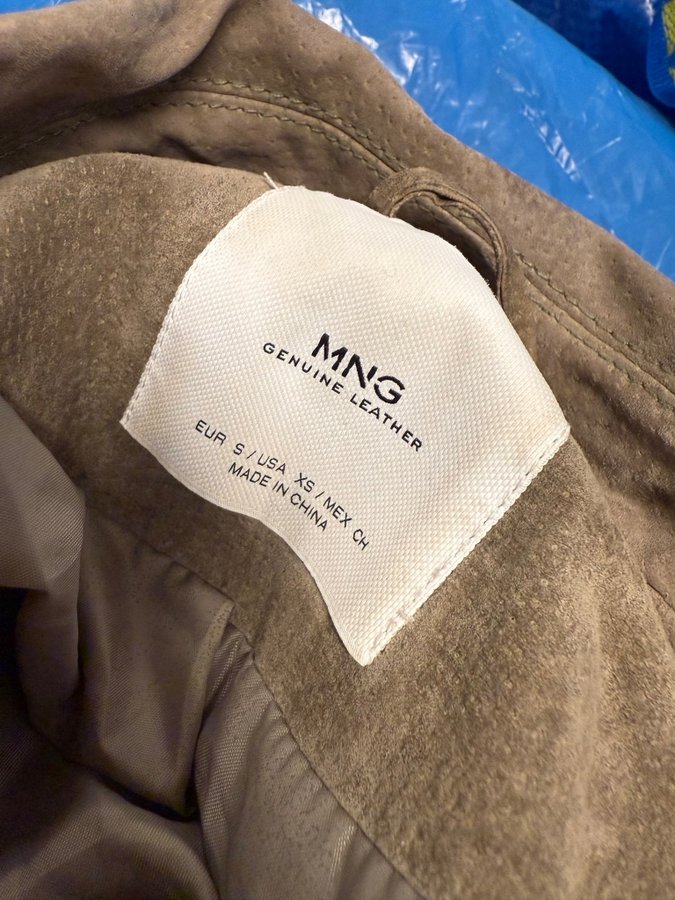 MNG
GENUINE LEATHER
EUR S / USA XS / MEX CH
MADE IN CHINA